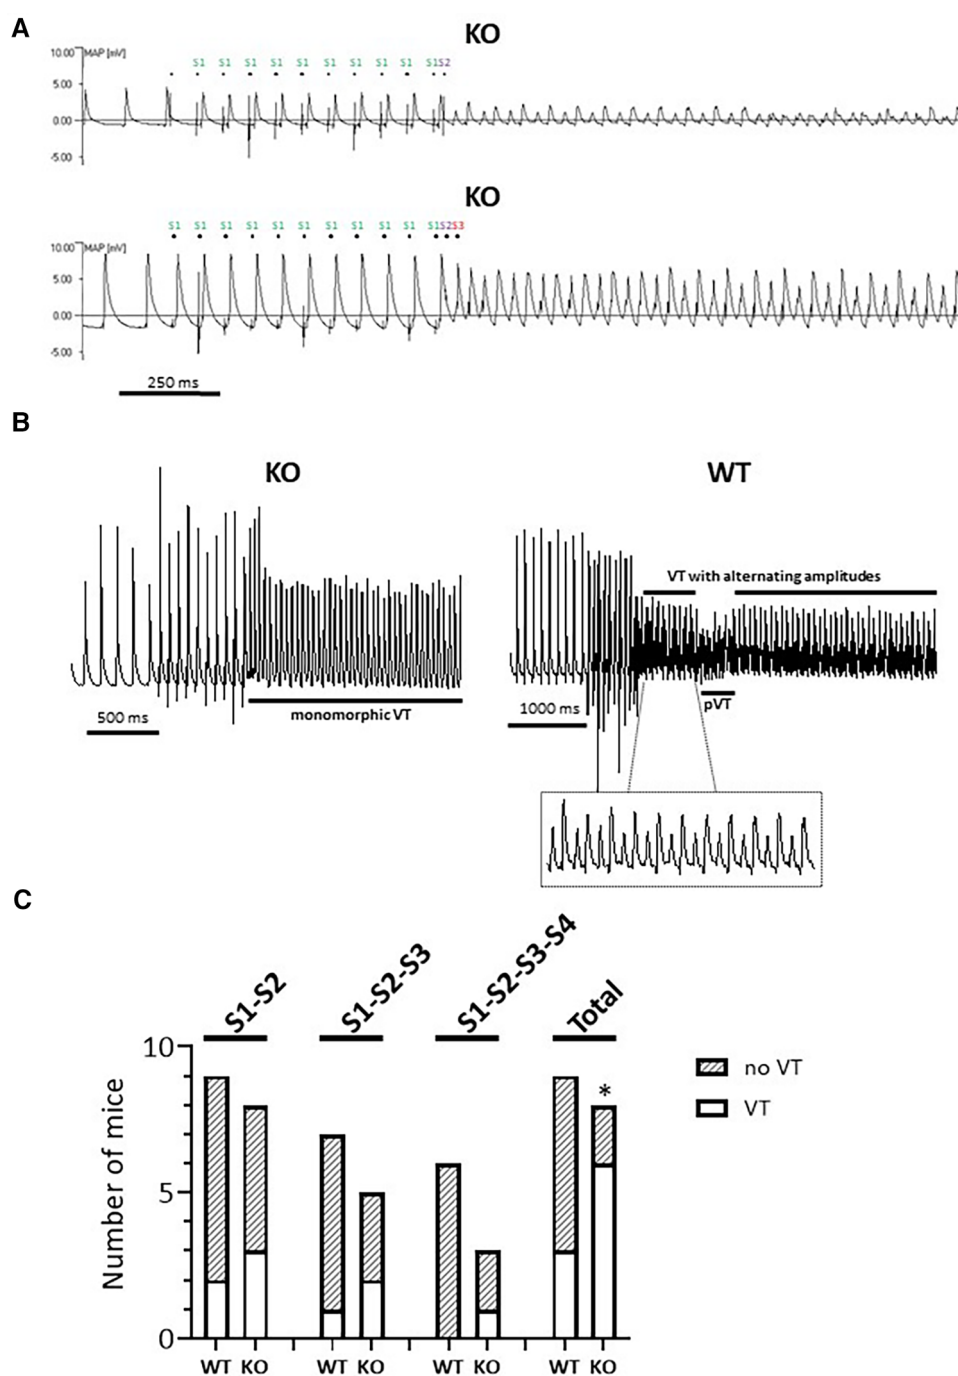 A
KO
10.00 MAP [mV]
S1 S1 S1 S1 S1 S1 S1 S1 S1 S1S2
5.00
0.00
-5.00
KO
S1 S1 S1 S1 S1 S1 S1 S1 S1 S1 S1S2S3
10.00 MAP [mV]
5.00
0.00
-5.00
250 ms
B
KO
WT
VT with alternating amplitudes
500 ms
monomorphic VT
1000 ms
pVT
C
S1-S2
S1-S2-S3
S1-S2-S3-S4
Total
10
5
0
Number of mice
*
no VT
VT
WT KO WT KO WT KO WT KO